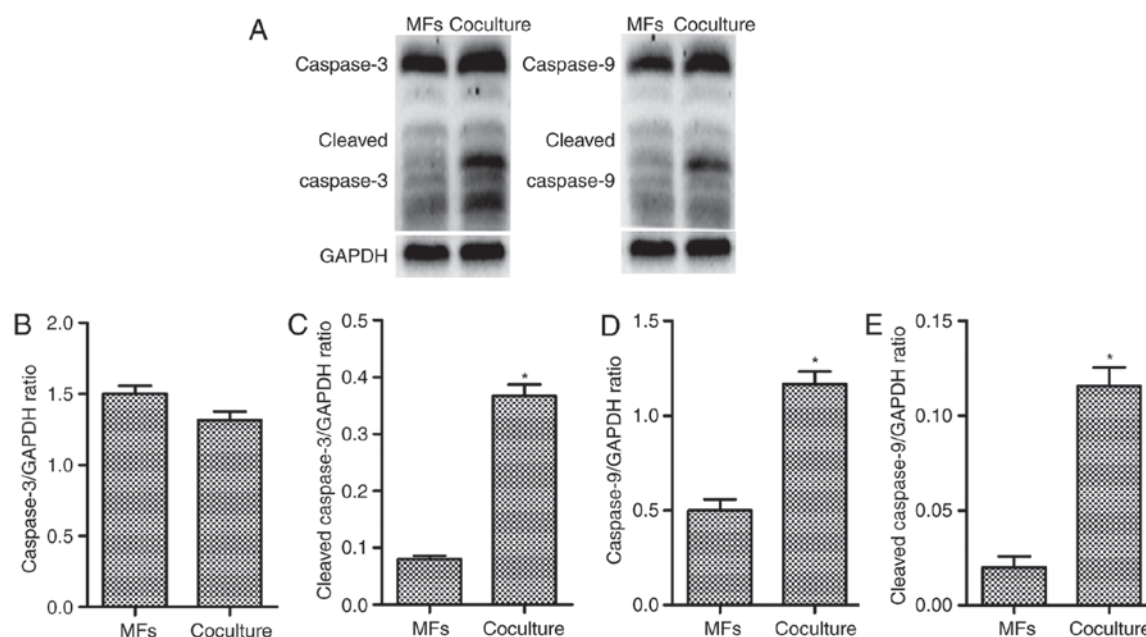 A
MFs Coculture
MFs Coculture
Caspase-3
Cleaved
caspase-3
GAPDH
Caspase-9
Cleaved
caspase-9
B
Caspase-3/GAPDH ratio
2.0
1.5
1.0
0.5
0.0
MFs Coculture
C
Cleaved caspase-3/GAPDH ratio
0.5
0.4
0.3
0.2
0.1
0.0
*
MFs Coculture
D
Caspase-9/GAPDH ratio
1.5
1.0
0.5
0.0
*
MFs Coculture
E
Cleaved caspase-9/GAPDH ratio
0.15
0.10
0.05
0.00
*
MFs Coculture